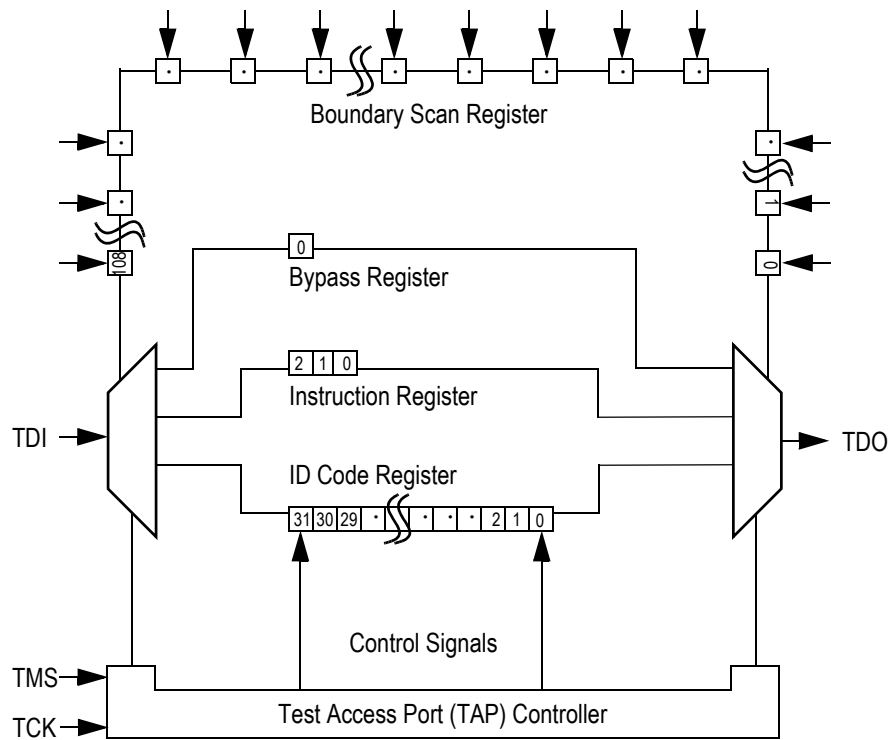 · · · · · · · ·
Boundary Scan Register
· ·
· 1
108 0
0
Bypass Register
2 1 0
Instruction Register
TDI TDO
ID Code Register
31 30 29 · · · · 2 1 0
Control Signals
TMS
Test Access Port (TAP) Controller
TCK